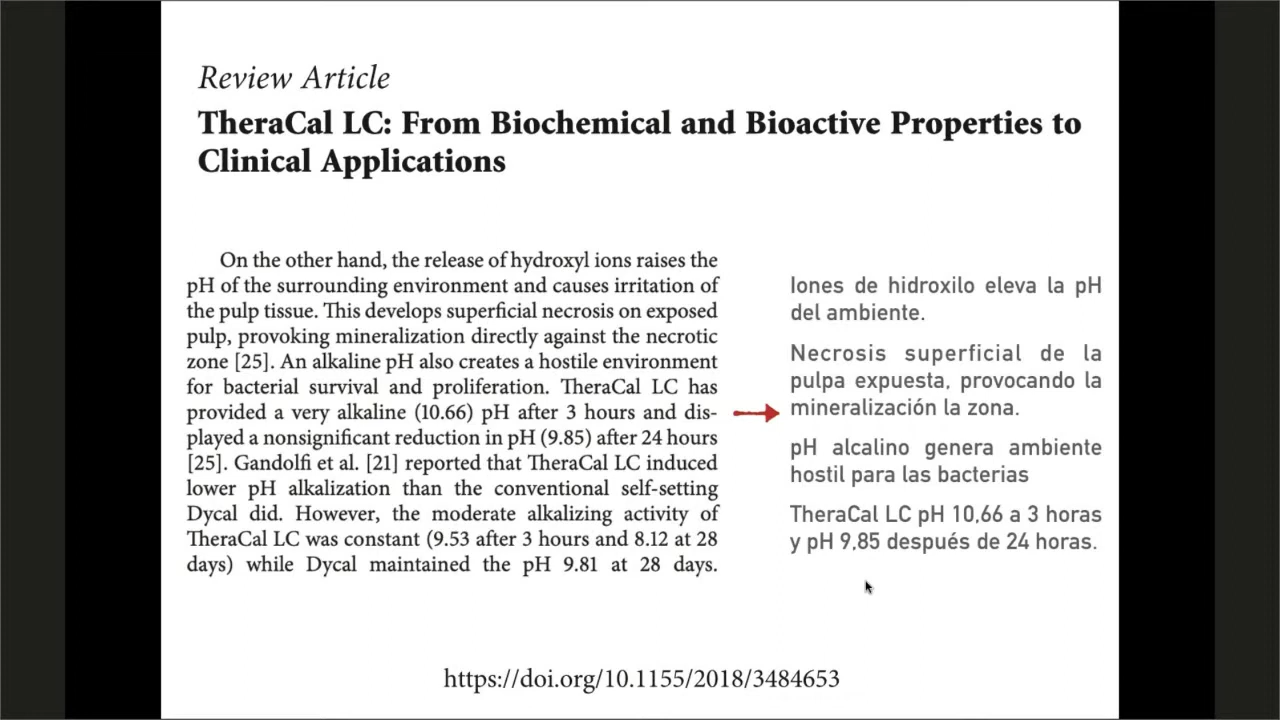 Review Article
TheraCal LC: From Biochemical and Bioactive Properties to
Clinical Applications
On the other hand, the release of hydroxyl ions raises the
pH of the surrounding environment and causes irritation of
the pulp tissue. This develops superficial necrosis on exposed
pulp, provoking mineralization directly against the necrotic
zone [25]. An alkaline pH also creates a hostile environment
for bacterial survival and proliferation. TheraCal LC has
provided a very alkaline (10.66) pH after 3 hours and dis-
played a nonsignificant reduction in pH (9.85) after 24 hours
[25]. Gandolfi et al. [21] reported that TheraCal LC induced
lower pH alkalization than the conventional self-setting
Dycal did. However, the moderate alkalizing activity of
TheraCal LC was constant (9.53 after 3 hours and 8.12 at 28
days) while Dycal maintained the pH 9.81 at 28 days.
Iones de hidroxilo eleva la pH
del ambiente.
Necrosis superficial de la
pulpa expuesta, provocando la
mineralización la zona.
pH alcalino genera ambiente
hostil para las bacterias
TheraCal LC pH 10,66 a 3 horas
y pH 9,85 después de 24 horas.
https://doi.org/10.1155/2018/3484653